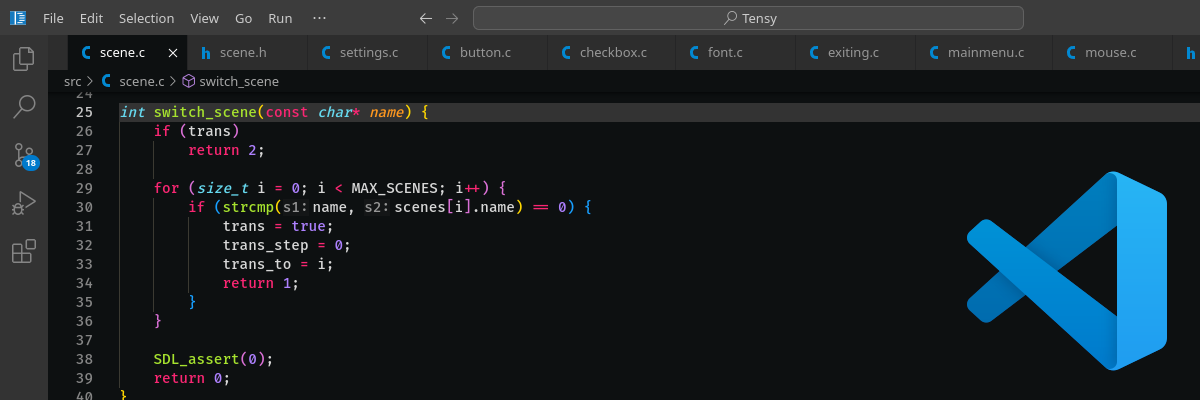 File Edit Selection View Go Run ··· Tensy
scene.c scene.h settings.c button.c checkbox.c font.c exiting.c mainmenu.c mouse.c
src > scene.c > switch_scene
24
25 int switch_scene(const char* name) {
26 if (trans)
27 return 2;
28
29 for (size_t i = 0; i < MAX_SCENES; i++) {
30 if (strcmp(s1: name, s2: scenes[i].name) == 0) {
31 trans = true;
32 trans_step = 0;
33 trans_to = i;
34 return 1;
35 }
36 }
37
38 SDL_assert(0);
39 return 0;
40 }
18